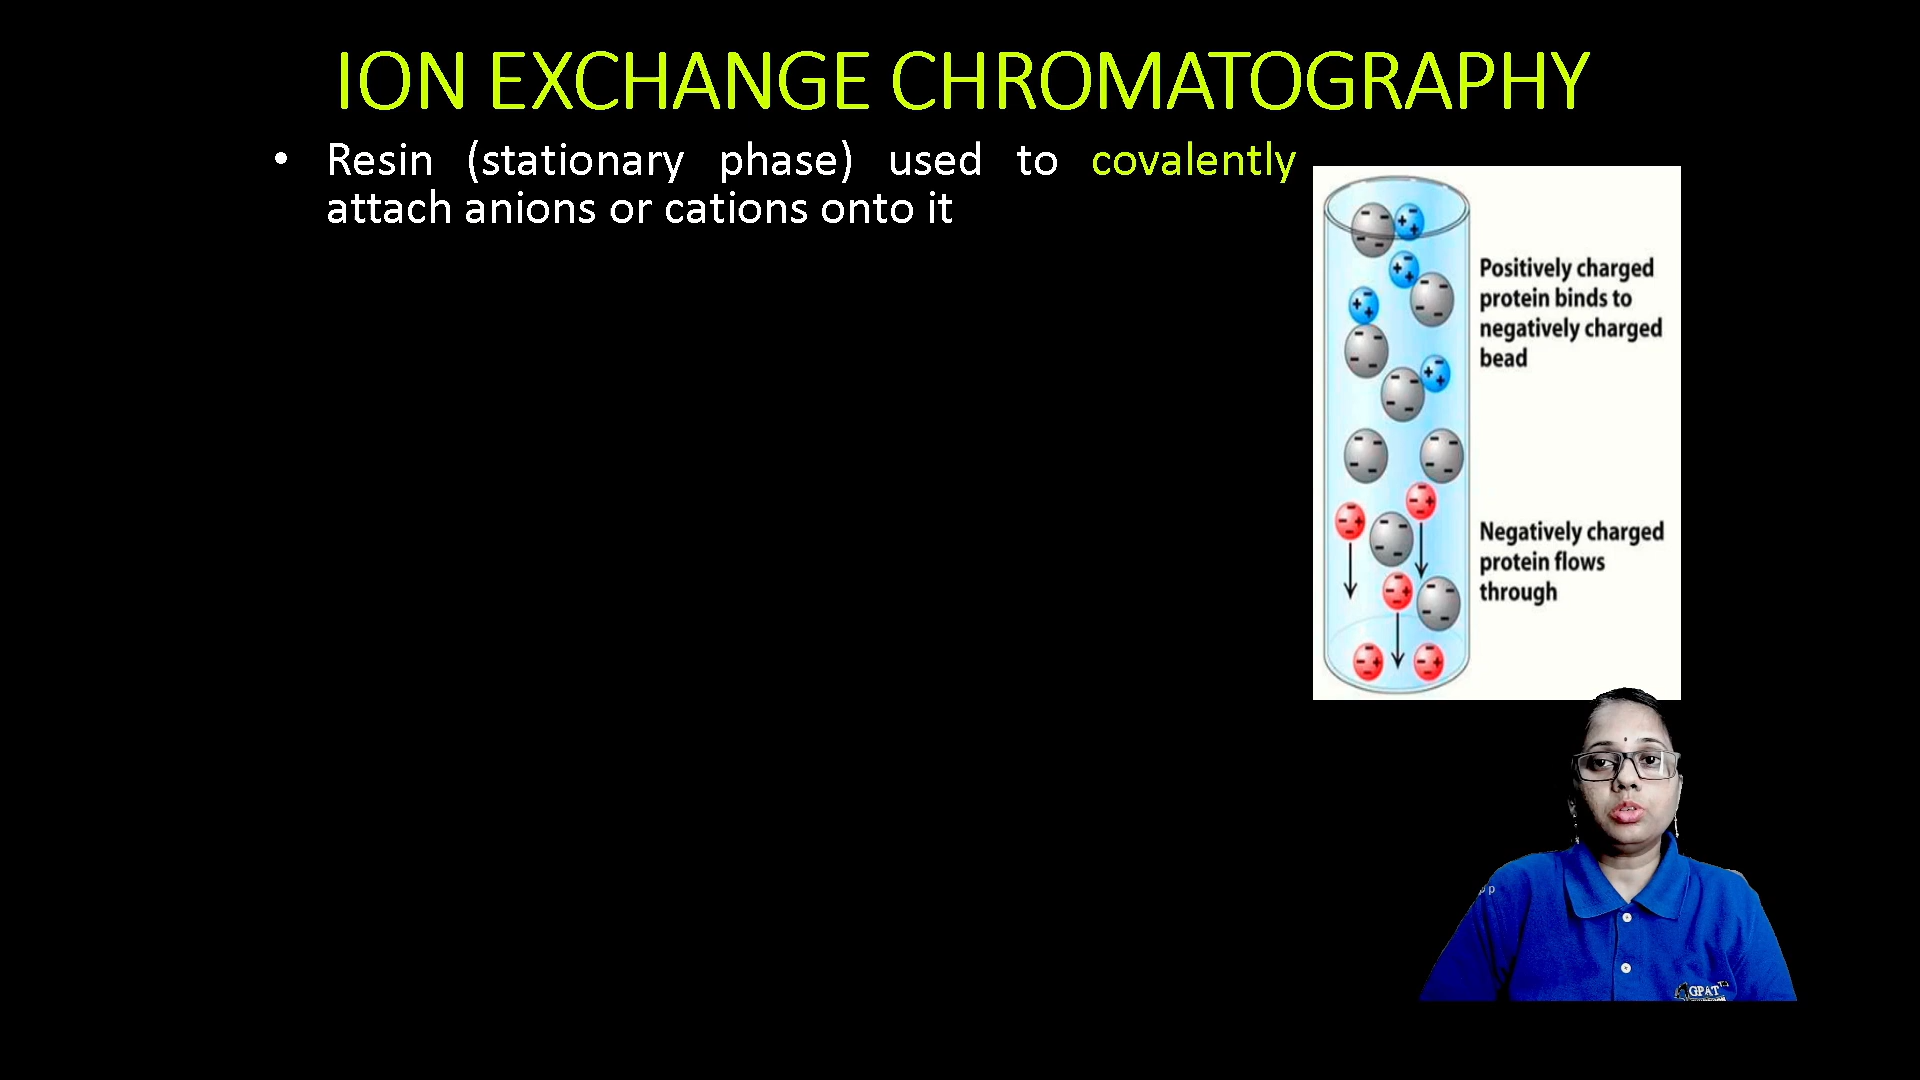 ION EXCHANGE CHROMATOGRAPHY
• Resin (stationary phase) used to covalently
attach anions or cations onto it
Positively charged
protein binds to
negatively charged
bead
Negatively charged
protein flows
through
GPAT